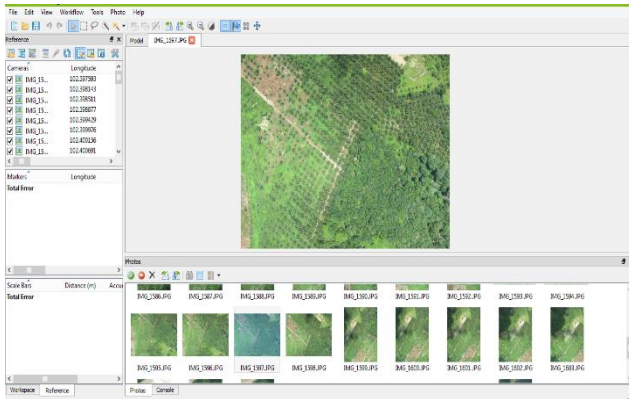 File Edit View Workflow Tools Photo Help
Reference
Model IMG_1597.JPG
Cameras Longitude
IMG_15... 102.397593
IMG_15... 102.398143
IMG_15... 102.398501
IMG_15... 102.398877
IMG_15... 102.399429
IMG_15... 102.399976
IMG_15... 102.400136
IMG_15... 102.400691
Markers Longitude
Total Error
Photos
Scale Bars Distance (m) Accu
Total Error
IMG_1586.JPG IMG_1587.JPG IMG_1588.JPG IMG_1589.JPG IMG_1590.JPG IMG_1591.JPG IMG_1592.JPG IMG_1593.JPG IMG_1594.JPG
IMG_1595.JPG IMG_1596.JPG IMG_1597.JPG IMG_1598.JPG IMG_1599.JPG IMG_1600.JPG IMG_1601.JPG IMG_1602.JPG IMG_1603.JPG
Workspace Reference
Photos Console